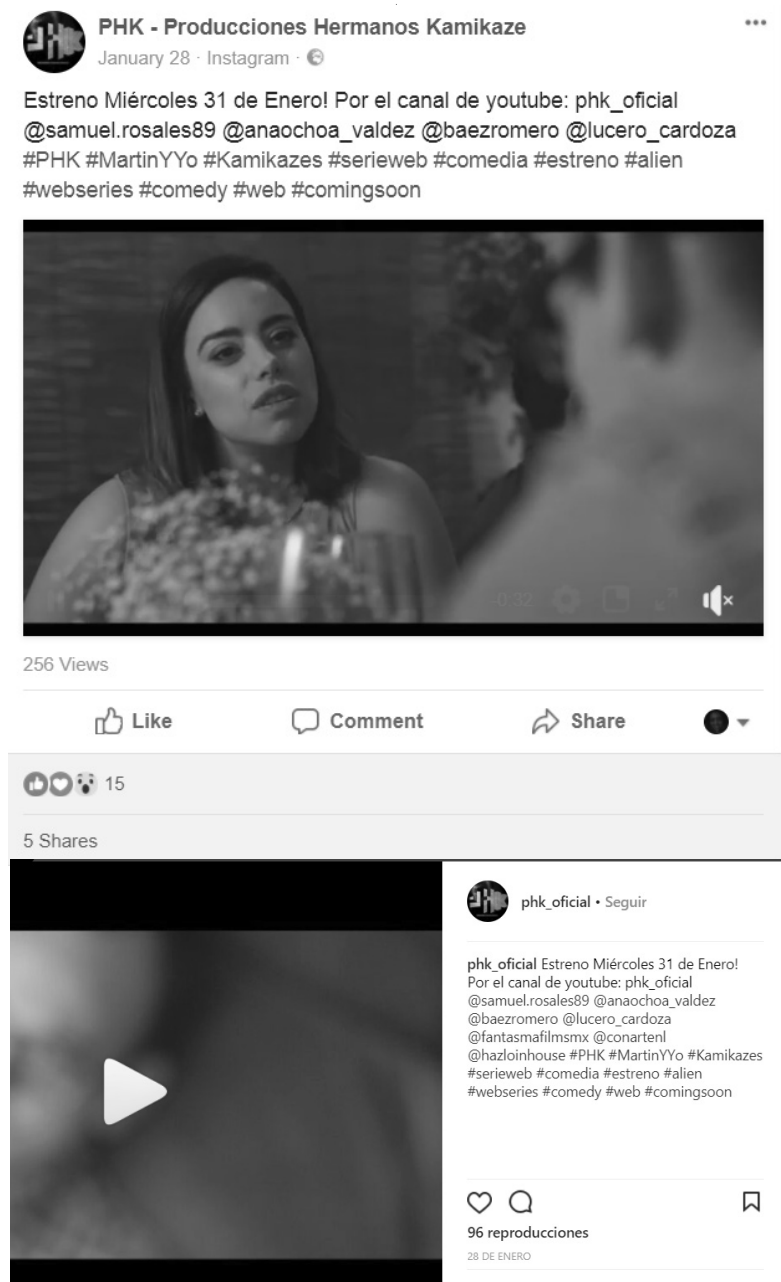 PHK - Producciones Hermanos Kamikaze
January 28 · Instagram ·
Estreno Miércoles 31 de Enero! Por el canal de youtube: phk_oficial
@samuel.rosales89 @anaochoa_valdez @baezromero @lucero_cardoza
#PHK #MartinYYo #Kamikazes #serieweb #comedia #estreno #alien
#webseries #comedy #web #comingsoon
-0:32
256 Views
Like
Comment
Share
15
5 Shares
phk_oficial • Seguir
phk_oficial Estreno Miércoles 31 de Enero!
Por el canal de youtube: phk_oficial
@samuel.rosales89 @anaochoa_valdez
@baezromero @lucero_cardoza
@fantasmafilmsmx @conartenl
@hazloinhouse #PHK #MartinYYo #Kamikazes
#serieweb #comedia #estreno #alien
#webseries #comedy #web #comingsoon
96 reproducciones
28 DE ENERO